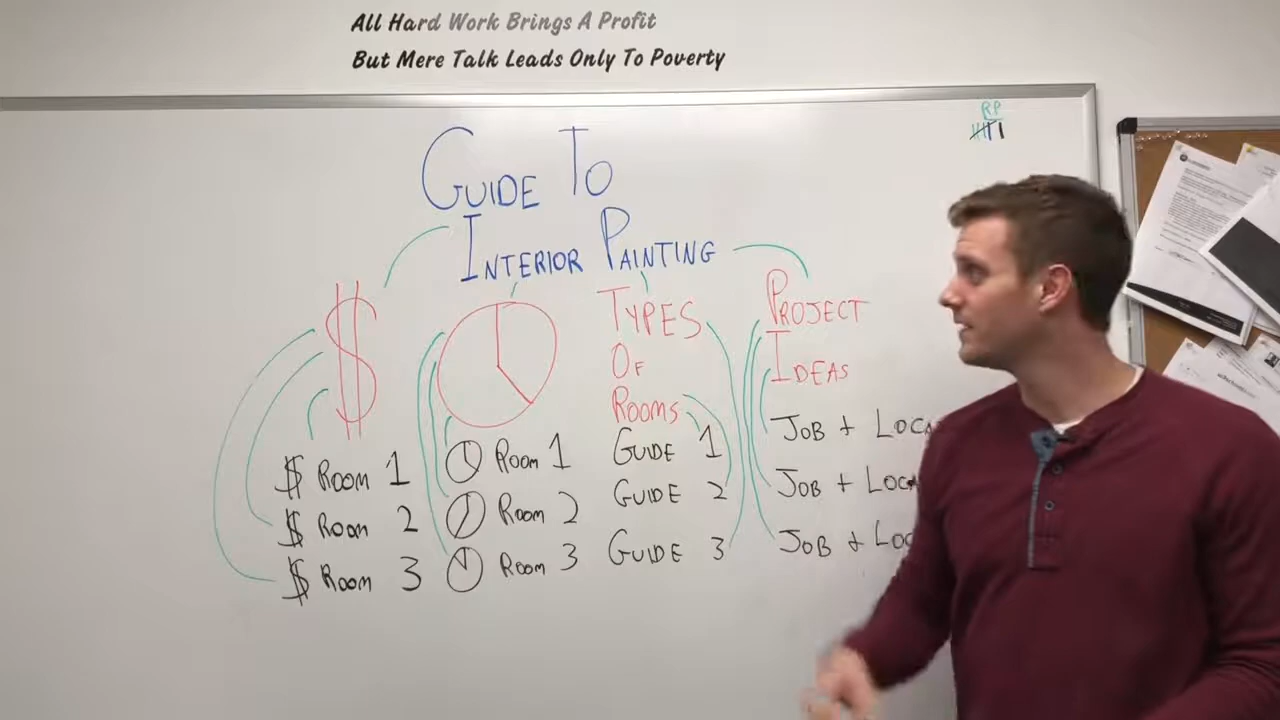 All Hard Work Brings A Profit
But Mere Talk Leads Only To Poverty
RP
GUIDE TO
INTERIOR PAINTING
$
TYPES
OF
ROOMS
PROJECT
IDEAS
$ ROOM 1
$ ROOM 2
$ ROOM 3
ROOM 1
ROOM 2
ROOM 3
GUIDE 1
GUIDE 2
GUIDE 3
JOB + LOCA
JOB + LOCA
JOB + LOC